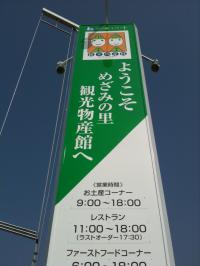 ようこそ
めざみの里
観光物産館へ
〈営業時間〉
お土産コーナー
9:00〜18:00
レストラン
11:00〜18:00
(ラストオーダー17:30)
ファーストフードコーナー